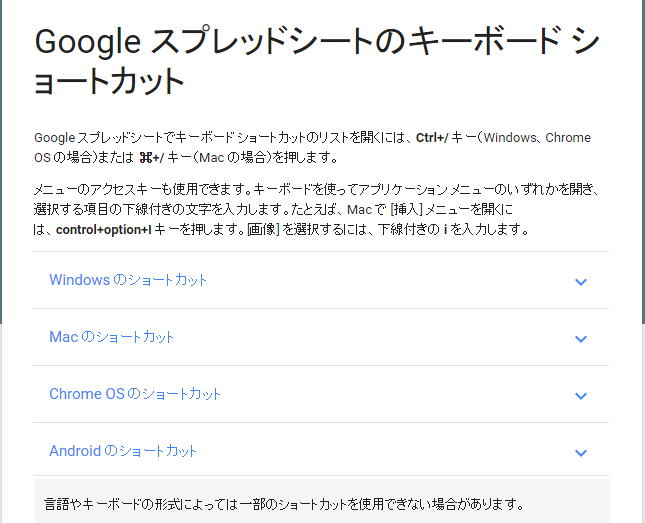 Google スプレッドシートのキーボード シ
ョートカット
Google スプレッドシートでキーボード ショートカットのリストを開くには、Ctrl+/ キー（Windows、Chrome
OS の場合）または ⌘+/ キー（Mac の場合）を押します。
メニューのアクセスキーも使用できます。キーボードを使ってアプリケーション メニューのいずれかを開き、
選択する項目の下線付きの文字を入力します。たとえば、Mac で [挿入] メニューを開くに
は、control+option+I キーを押します。[画像] を選択するには、下線付きの i を入力します。
Windows のショートカット
Mac のショートカット
Chrome OS のショートカット
Android のショートカット
言語やキーボードの形式によっては一部のショートカットを使用できない場合があります。